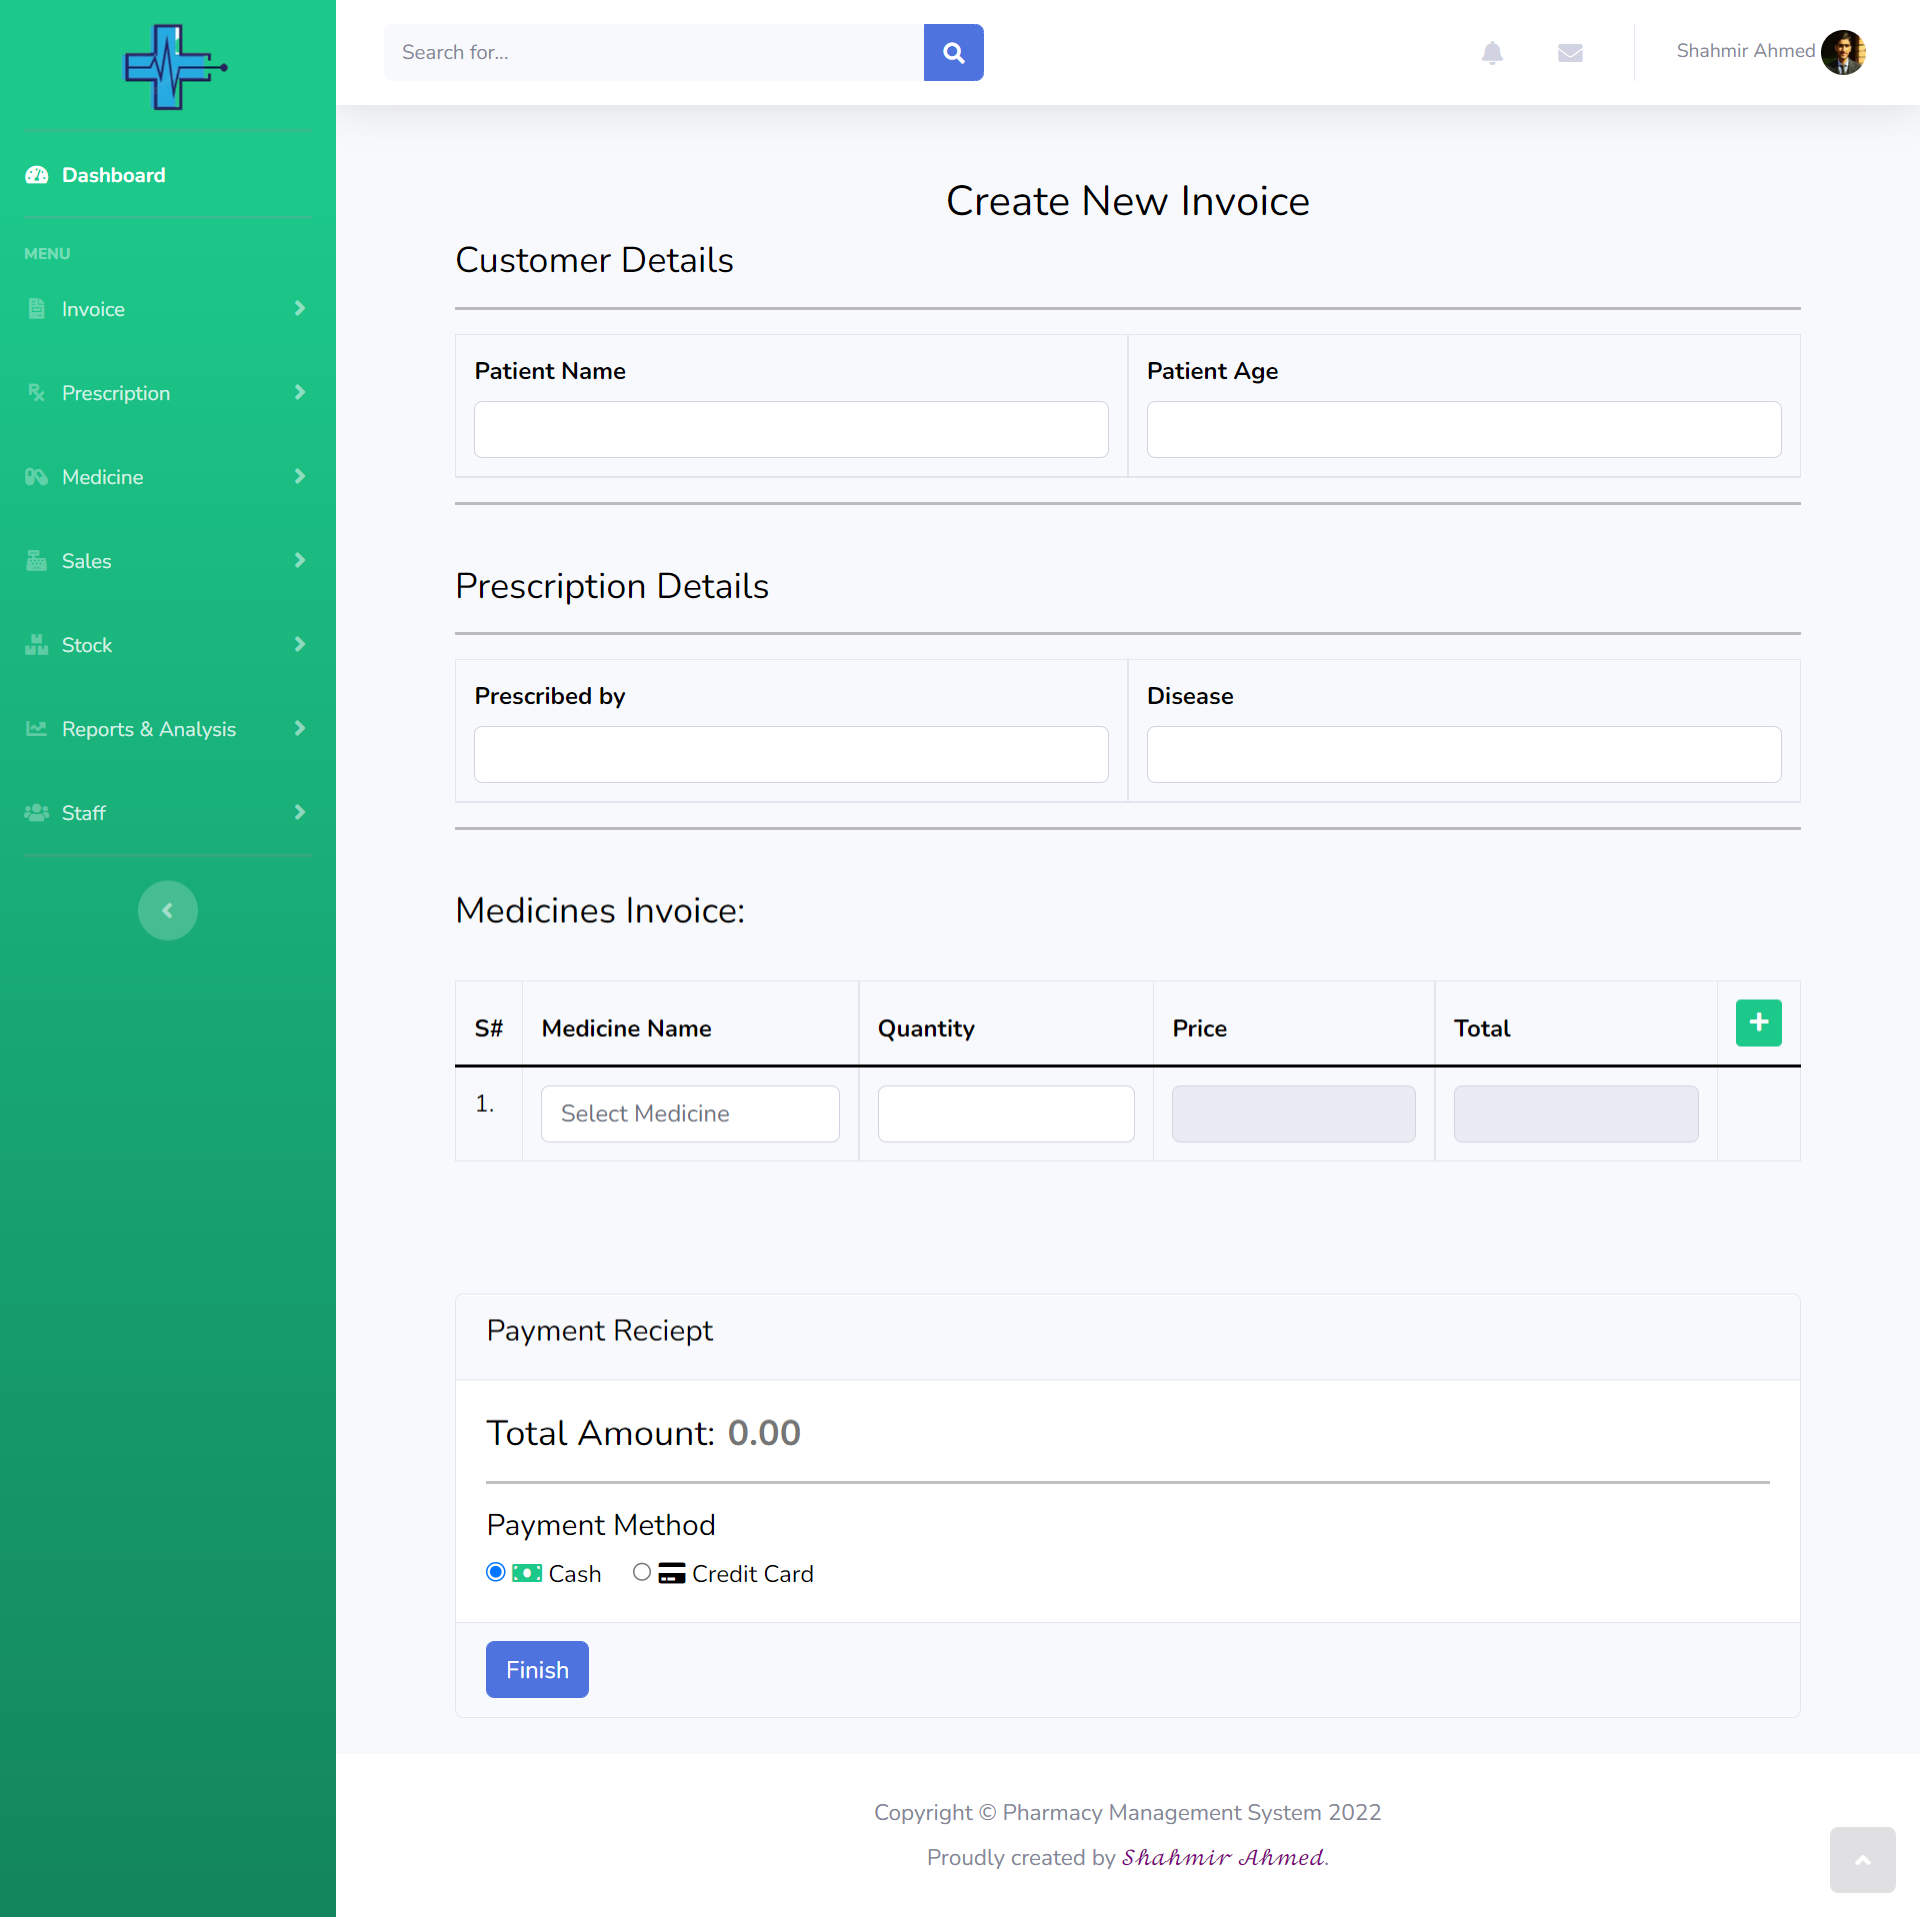 Search for...
Shahmir Ahmed
Dashboard
MENU
Invoice
Prescription
Medicine
Sales
Stock
Reports & Analysis
Staff
Create New Invoice
Customer Details
Patient Name
Patient Age
Prescription Details
Prescribed by
Disease
Medicines Invoice:
S# Medicine Name Quantity Price Total
1. Select Medicine
Payment Reciept
Total Amount: 0.00
Payment Method
Cash Credit Card
Finish
Copyright © Pharmacy Management System 2022
Proudly created by Shahmir Ahmed.